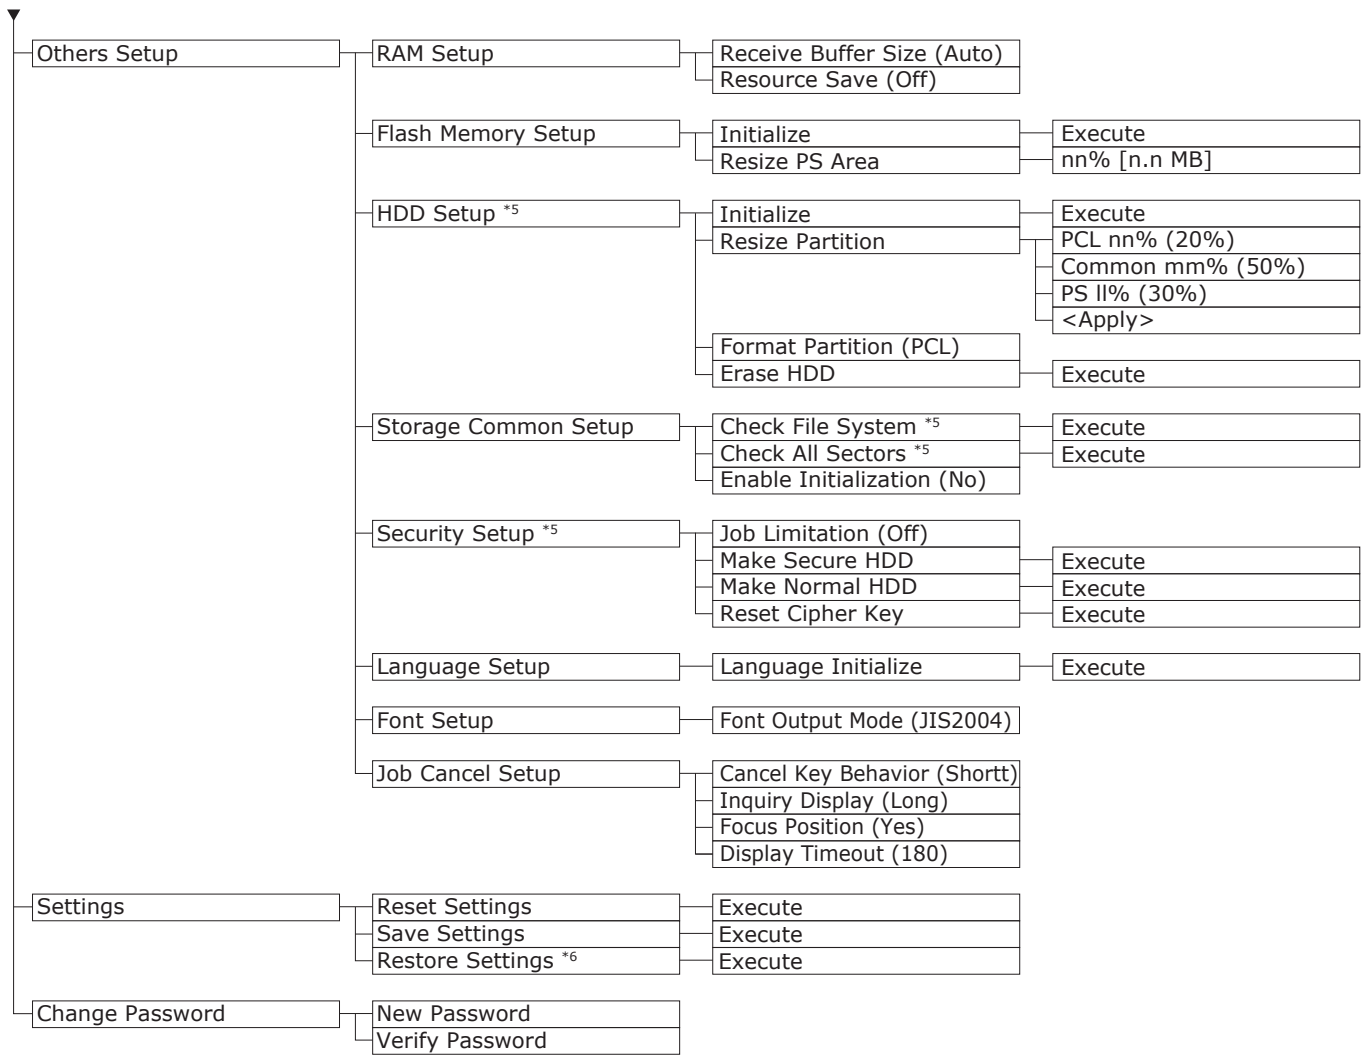 Others Setup
RAM Setup
Receive Buffer Size (Auto)
Resource Save (Off)
Flash Memory Setup
Initialize
Execute
Resize PS Area
nn% [n.n MB]
HDD Setup *5
Initialize
Execute
Resize Partition
PCL nn% (20%)
Common mm% (50%)
PS ll% (30%)
<Apply>
Format Partition (PCL)
Erase HDD
Execute
Storage Common Setup
Check File System *5
Execute
Check All Sectors *5
Execute
Enable Initialization (No)
Security Setup *5
Job Limitation (Off)
Make Secure HDD
Execute
Make Normal HDD
Execute
Reset Cipher Key
Execute
Language Setup
Language Initialize
Execute
Font Setup
Font Output Mode (JIS2004)
Job Cancel Setup
Cancel Key Behavior (Shortt)
Inquiry Display (Long)
Focus Position (Yes)
Display Timeout (180)
Settings
Reset Settings
Execute
Save Settings
Execute
Restore Settings *6
Execute
Change Password
New Password
Verify Password